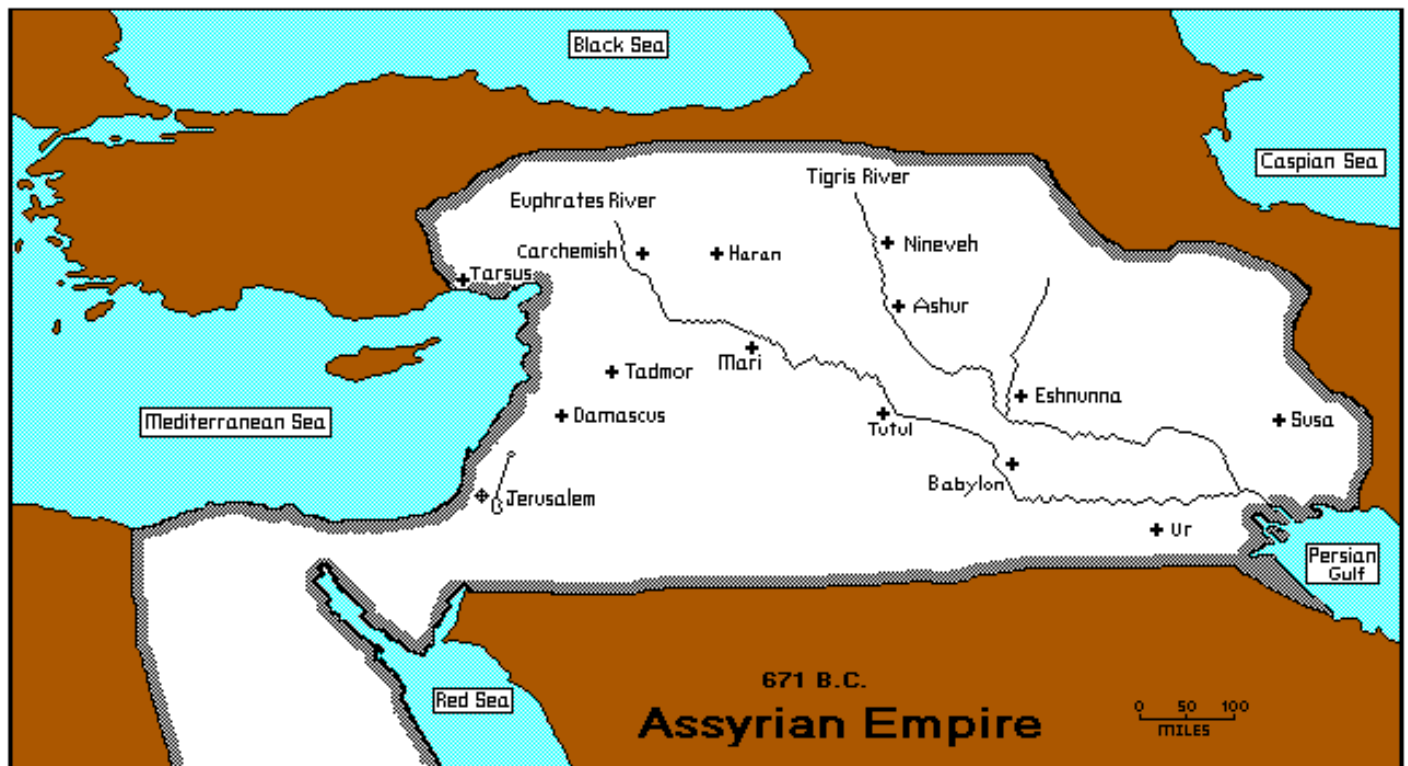 Black Sea
Caspian Sea
Tigris River
Euphrates River
Nineveh
Carchemish
Haran
Tarsus
Ashur
Mari
Tadmor
Eshnunna
Damascus
Mediterranean Sea
Tutul
Susa
Babylon
Jerusalem
Ur
Persian
Gulf
671 B.C.
Red Sea
Assyrian Empire
0 50 100
MILES